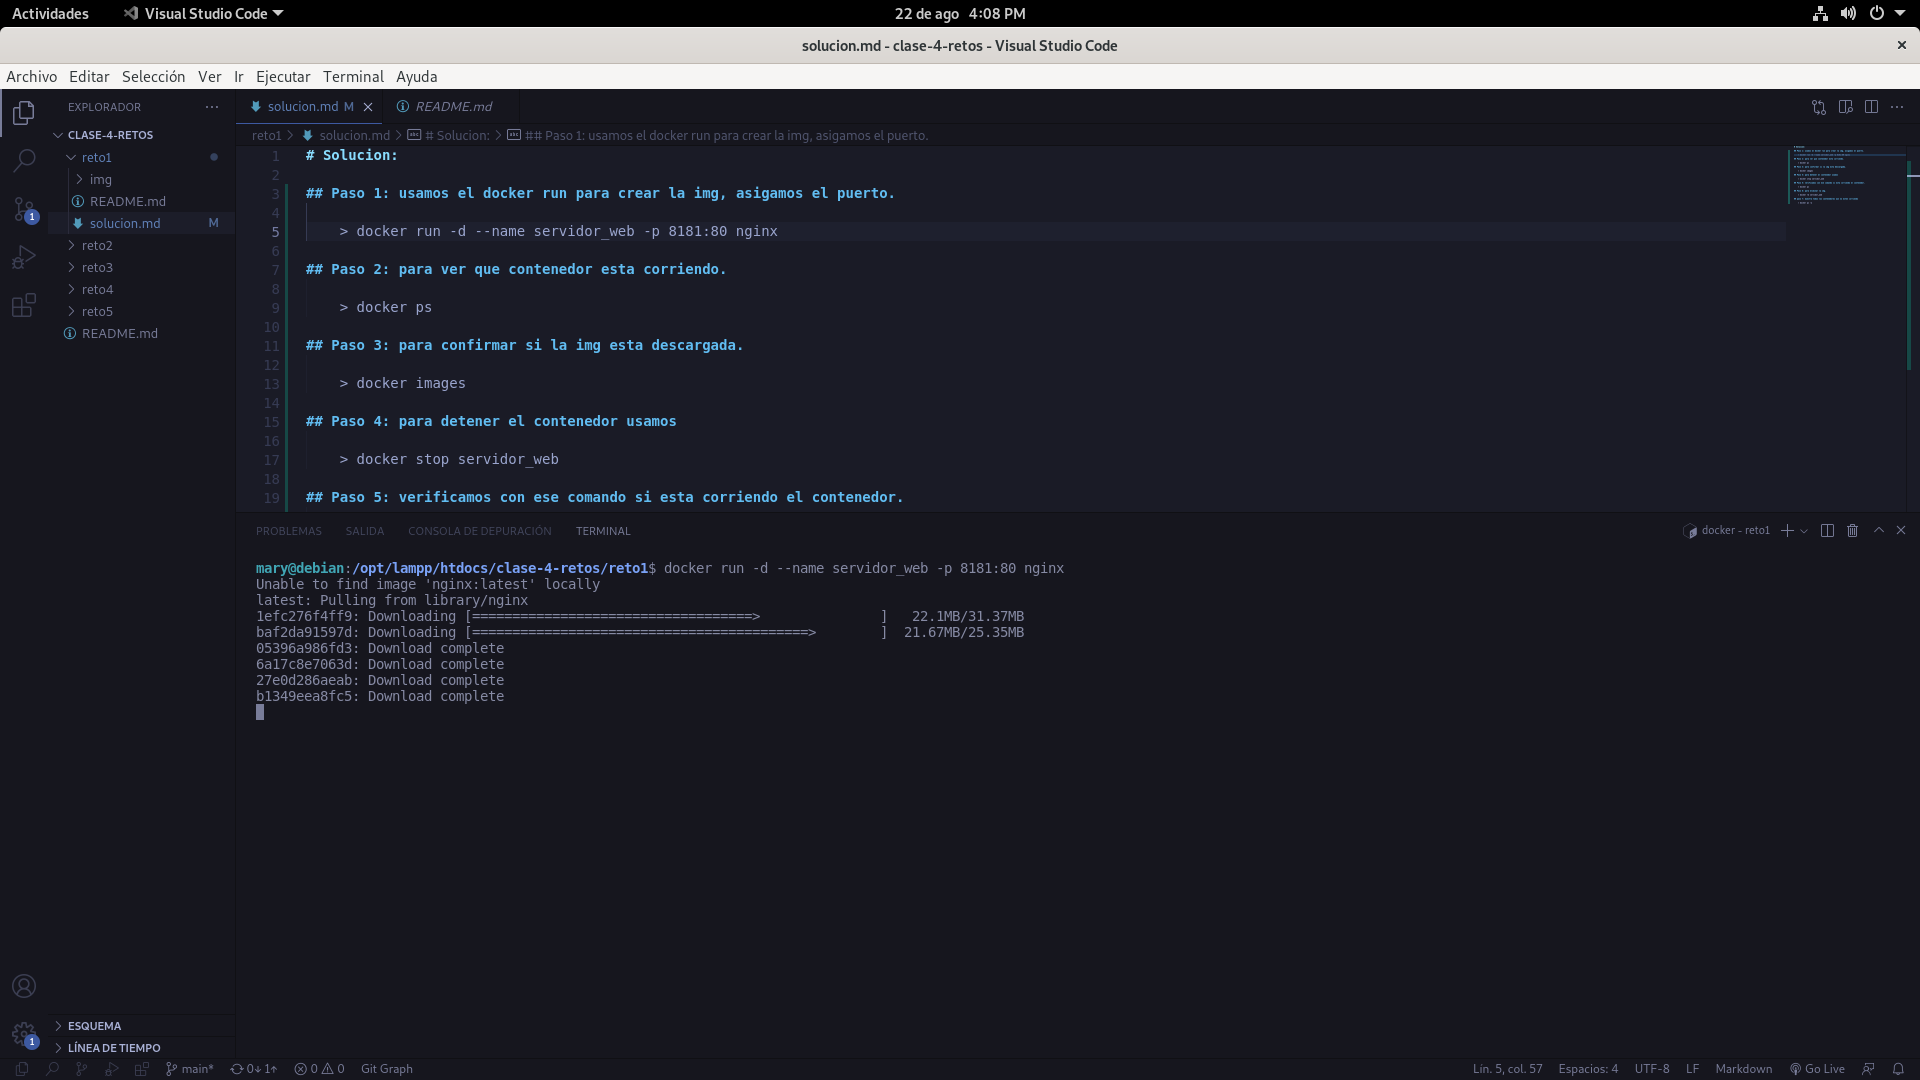 Actividades Visual Studio Code 22 de ago 4:08 PM
solucion.md - clase-4-retos - Visual Studio Code
Archivo Editar Selección Ver Ir Ejecutar Terminal Ayuda
EXPLORADOR
CLASE-4-RETOS
reto1
img
README.md
solucion.md M
reto2
reto3
reto4
reto5
README.md
1
1
ESQUEMA
LÍNEA DE TIEMPO
solucion.md M README.md
reto1 > solucion.md > # Solucion: > ## Paso 1: usamos el docker run para crear la img, asigamos el puerto.
1 # Solucion:
2
3 ## Paso 1: usamos el docker run para crear la img, asigamos el puerto.
4
5 > docker run -d --name servidor_web -p 8181:80 nginx
6
7 ## Paso 2: para ver que contenedor esta corriendo.
8
9 > docker ps
10
11 ## Paso 3: para confirmar si la img esta descargada.
12
13 > docker images
14
15 ## Paso 4: para detener el contenedor usamos
16
17 > docker stop servidor_web
18
19 ## Paso 5: verificamos con ese comando si esta corriendo el contenedor.
PROBLEMAS SALIDA CONSOLA DE DEPURACIÓN TERMINAL docker - reto1
mary@debian:/opt/lampp/htdocs/clase-4-retos/reto1$ docker run -d --name servidor_web -p 8181:80 nginx
Unable to find image 'nginx:latest' locally
latest: Pulling from library/nginx
1efc276f4ff9: Downloading [===================================>               ]   22.1MB/31.37MB
baf2da91597d: Downloading [==========================================>        ]  21.67MB/25.35MB
05396a986fd3: Download complete
6a17c8e7063d: Download complete
27e0d286aeab: Download complete
b1349eea8fc5: Download complete
main* 0↓ 1↑ 0 0 Git Graph Lín. 5, col. 57 Espacios: 4 UTF-8 LF Markdown Go Live